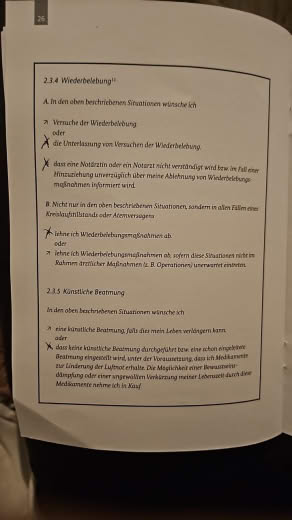 26
2.3.4 Wiederbelebung¹⁵
A. In den oben beschriebenen Situationen wünsche ich
Versuche der Wiederbelebung.
oder
die Unterlassung von Versuchen der Wiederbelebung.
dass eine Notärztin oder ein Notarzt nicht verständigt wird bzw. im Fall einer
Hinzuziehung unverzüglich über meine Ablehnung von Wiederbelebungs-
maßnahmen informiert wird.
B. Nicht nur in den oben beschriebenen Situationen, sondern in allen Fällen eines
Kreislaufstillstands oder Atemversagens
lehne ich Wiederbelebungsmaßnahmen ab.
oder
lehne ich Wiederbelebungsmaßnahmen ab, sofern diese Situationen nicht im
Rahmen ärztlicher Maßnahmen (z. B. Operationen) unerwartet eintreten.
2.3.5 Künstliche Beatmung
In den oben beschriebenen Situationen wünsche ich
eine künstliche Beatmung, falls dies mein Leben verlängern kann.
oder
dass keine künstliche Beatmung durchgeführt bzw. eine schon eingeleitete
Beatmung eingestellt wird, unter der Voraussetzung, dass ich Medikamente
zur Linderung der Luftnot erhalte. Die Möglichkeit einer Bewusstseins-
dämpfung oder einer ungewollten Verkürzung meiner Lebenszeit durch diese
Medikamente nehme ich in Kauf.